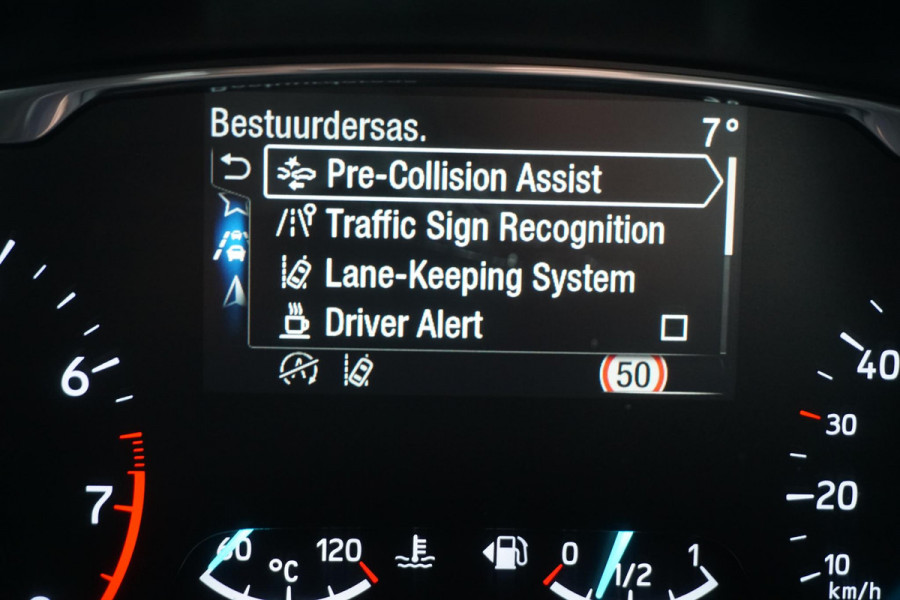 Bestuurdersas. 7°
Pre-Collision Assist
Traffic Sign Recognition
Lane-Keeping System
Driver Alert
50
6
7
40
30
20
10
km/h
60 120
°C
0 1/2 1